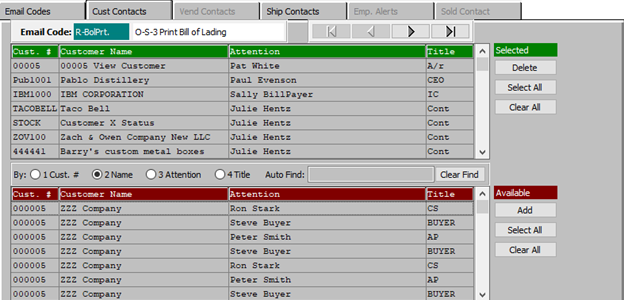 Email Codes Cust Contacts Vend Contacts Ship Contacts Emp. Alerts Sold Contact
Email Code: R-BolPrt. O-S-3 Print Bill of Lading
Cust. # Customer Name Attention Title Selected
00005 00005 View Customer Pat White A/r Delete
Pub1001 Pablo Distillery Paul Evenson CEO
IBM1000 IBM CORPORATION Sally BillPayer IC Select All
TACOBELL Taco Bell Julie Hentz Cont
STOCK Customer X Status Julie Hentz Cont Clear All
ZOV100 Zach & Owen Company New LLC Julie Hentz Cont
444441 Barry's custom metal boxes Julie Hentz Cont
By: 1 Cust. # 2 Name 3 Attention 4 Title Auto Find: Clear Find
Cust. # Customer Name Attention Title Available
000005 ZZZ Company Ron Stark CS Add
000005 ZZZ Company Steve Buyer BUYER
000005 ZZZ Company Peter Smith AP Select All
000005 ZZZ Company Steve Buyer BUYER Clear All
000005 ZZZ Company Ron Stark CS
000005 ZZZ Company Peter Smith AP
000005 ZZZ Company Steve Buyer BUYER